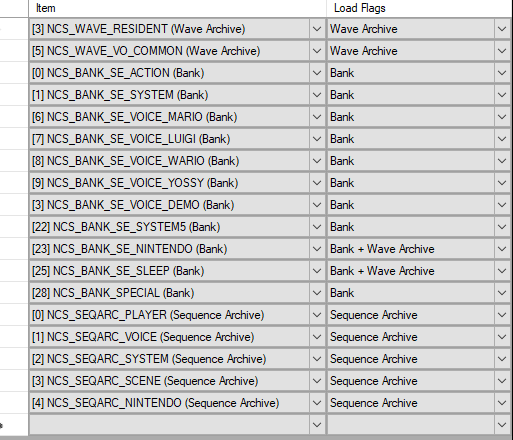 Item Load Flags
[3] NCS_WAVE_RESIDENT (Wave Archive) Wave Archive
[5] NCS_WAVE_VO_COMMON (Wave Archive) Wave Archive
[0] NCS_BANK_SE_ACTION (Bank) Bank
[1] NCS_BANK_SE_SYSTEM (Bank) Bank
[6] NCS_BANK_SE_VOICE_MARIO (Bank) Bank
[7] NCS_BANK_SE_VOICE_LUIGI (Bank) Bank
[8] NCS_BANK_SE_VOICE_WARIO (Bank) Bank
[9] NCS_BANK_SE_VOICE_YOSSY (Bank) Bank
[3] NCS_BANK_SE_VOICE_DEMO (Bank) Bank
[22] NCS_BANK_SE_SYSTEM5 (Bank) Bank
[23] NCS_BANK_SE_NINTENDO (Bank) Bank + Wave Archive
[25] NCS_BANK_SE_SLEEP (Bank) Bank + Wave Archive
[28] NCS_BANK_SPECIAL (Bank) Bank
[0] NCS_SEQARC_PLAYER (Sequence Archive) Sequence Archive
[1] NCS_SEQARC_VOICE (Sequence Archive) Sequence Archive
[2] NCS_SEQARC_SYSTEM (Sequence Archive) Sequence Archive
[3] NCS_SEQARC_SCENE (Sequence Archive) Sequence Archive
[4] NCS_SEQARC_NINTENDO (Sequence Archive) Sequence Archive